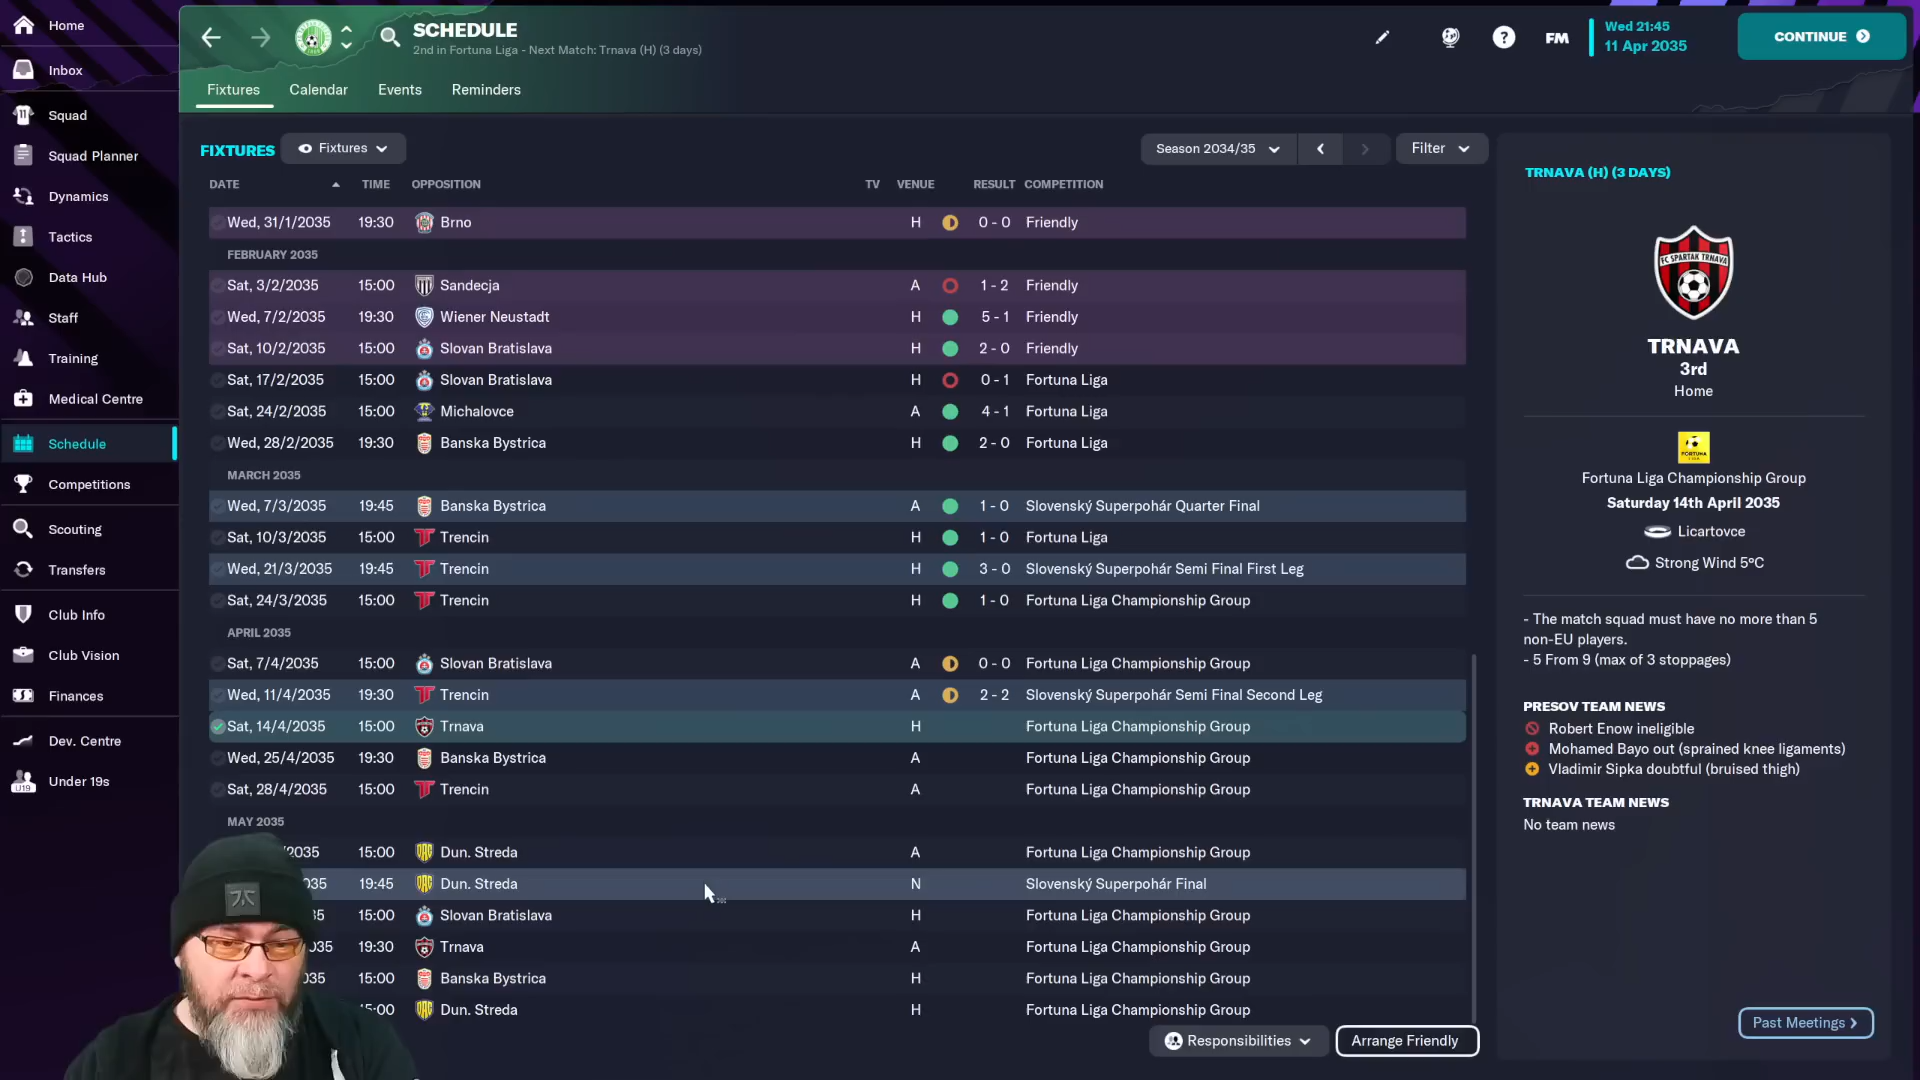 Home
Inbox
Squad
Squad Planner
Dynamics
Tactics
Data Hub
Staff
Training
Medical Centre
Schedule
Competitions
Scouting
Transfers
Club Info
Club Vision
Finances
Dev. Centre
Under 19s
SCHEDULE
2nd in Fortuna Liga - Next Match: Trnava (H) (3 days)
FM
Wed 21:45
11 Apr 2035
CONTINUE
Fixtures Calendar Events Reminders
FIXTURES Fixtures Season 2034/35 Filter
DATE TIME OPPOSITION TV VENUE RESULT COMPETITION
Wed, 31/1/2035 19:30 Brno H 0 - 0 Friendly
FEBRUARY 2035
Sat, 3/2/2035 15:00 Sandecja A 1 - 2 Friendly
Wed, 7/2/2035 19:30 Wiener Neustadt H 5 - 1 Friendly
Sat, 10/2/2035 15:00 Slovan Bratislava H 2 - 0 Friendly
Sat, 17/2/2035 15:00 Slovan Bratislava H 0 - 1 Fortuna Liga
Sat, 24/2/2035 15:00 Michalovce A 4 - 1 Fortuna Liga
Wed, 28/2/2035 19:30 Banska Bystrica H 2 - 0 Fortuna Liga
MARCH 2035
Wed, 7/3/2035 19:45 Banska Bystrica A 1 - 0 Slovenský Superpohár Quarter Final
Sat, 10/3/2035 15:00 Trencin H 1 - 0 Fortuna Liga
Wed, 21/3/2035 19:45 Trencin H 3 - 0 Slovenský Superpohár Semi Final First Leg
Sat, 24/3/2035 15:00 Trencin H 1 - 0 Fortuna Liga Championship Group
APRIL 2035
Sat, 7/4/2035 15:00 Slovan Bratislava A 0 - 0 Fortuna Liga Championship Group
Wed, 11/4/2035 19:30 Trencin A 2 - 2 Slovenský Superpohár Semi Final Second Leg
Sat, 14/4/2035 15:00 Trnava H Fortuna Liga Championship Group
Wed, 25/4/2035 19:30 Banska Bystrica A Fortuna Liga Championship Group
Sat, 28/4/2035 15:00 Trencin A Fortuna Liga Championship Group
MAY 2035
15:00 Dun. Streda A Fortuna Liga Championship Group
19:45 Dun. Streda N Slovenský Superpohár Final
15:00 Slovan Bratislava H Fortuna Liga Championship Group
19:30 Trnava A Fortuna Liga Championship Group
15:00 Banska Bystrica H Fortuna Liga Championship Group
Dun. Streda H Fortuna Liga Championship Group
Responsibilities Arrange Friendly
TRNAVA (H) (3 DAYS)
FC SPARTAK TRNAVA
TRNAVA
3rd
Home
FORTUNA
Fortuna Liga Championship Group
Saturday 14th April 2035
Licartovce
Strong Wind 5°C
- The match squad must have no more than 5
non-EU players.
- 5 From 9 (max of 3 stoppages)
PRESOV TEAM NEWS
Robert Enow ineligible
Mohamed Bayo out (sprained knee ligaments)
Vladimir Sipka doubtful (bruised thigh)
TRNAVA TEAM NEWS
No team news
Past Meetings